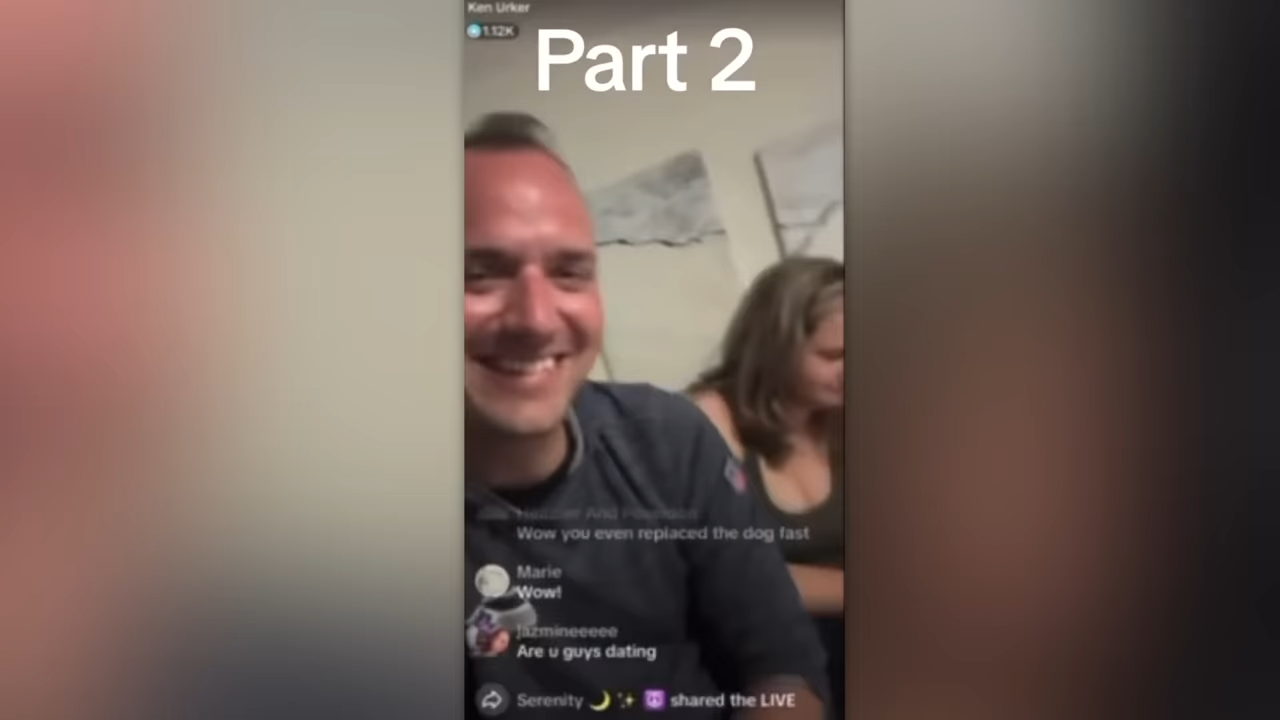 Ken Urker
1.12K
Part 2
And
Wow you even replaced the dog fast
Marie
Wow!
jazmineeeee
Are u guys dating
Serenity 🌙✨☮️ shared the LIVE